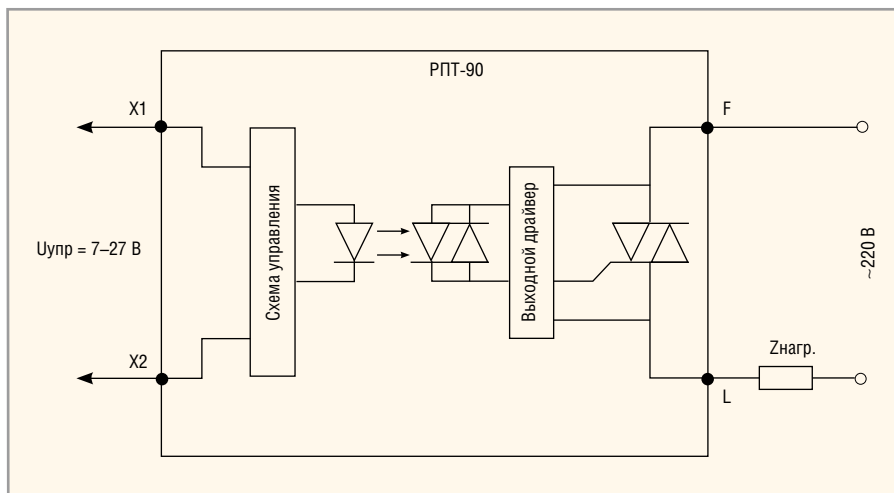 РПТ-90
X1
F
Схема управления
Выходной драйвер
Uупр = 7–27 В
~220 В
X2
Zнагр.
L